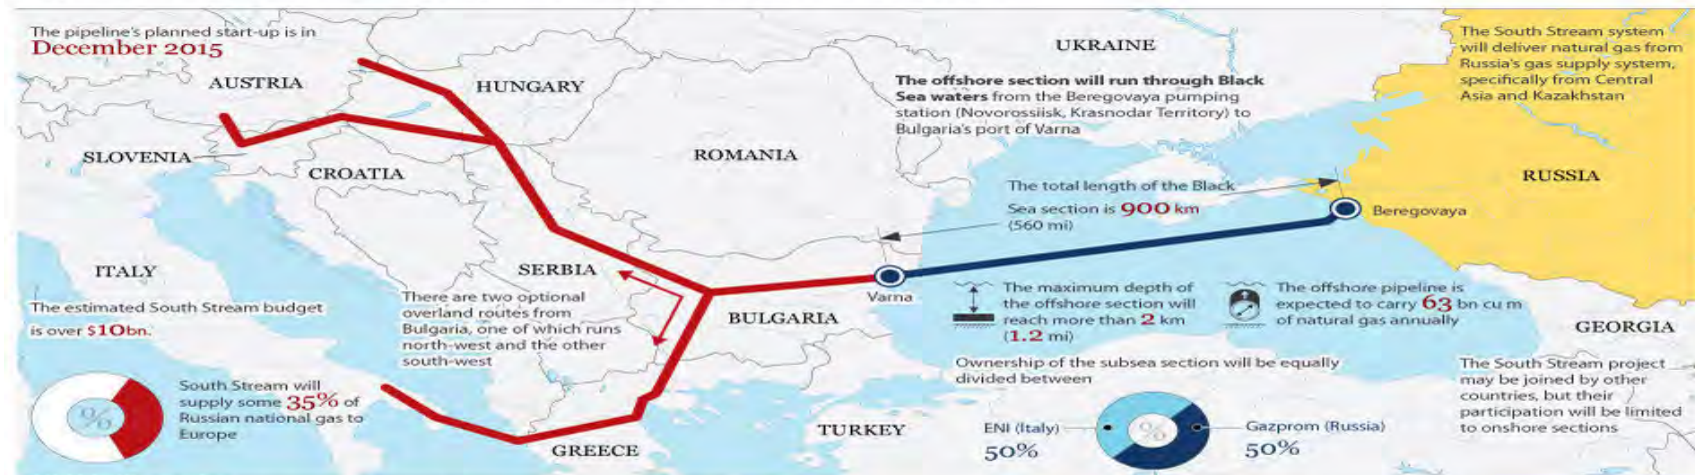 The pipeline's planned start-up is in
December 2015
AUSTRIA
HUNGARY
SLOVENIA
CROATIA
ROMANIA
UKRAINE
The offshore section will run through Black
Sea waters from the Beregovaya pumping
station (Novorossiisk, Krasnodar Territory) to
Bulgaria's port of Varna
The South Stream system
will deliver natural gas from
Russia's gas supply system,
specifically from Central
Asia and Kazakhstan
RUSSIA
The total length of the Black
Sea section is 900 km
(560 mi)
Beregovaya
ITALY
SERBIA
The estimated South Stream budget
is over $10bn.
There are two optional
overland routes from
Bulgaria, one of which runs
north-west and the other
south-west
Varna
BULGARIA
The maximum depth of
the offshore section will
reach more than 2 km
(1.2 mi)
The offshore pipeline is
expected to carry 63 bn cu m
of natural gas annually
GEORGIA
%
South Stream will
supply some 35% of
Russian national gas to
Europe
GREECE
TURKEY
Ownership of the subsea section will be equally
divided between
ENI (Italy)
50%
%
Gazprom (Russia)
50%
The South Stream project
may be joined by other
countries, but their
participation will be limited
to onshore sections